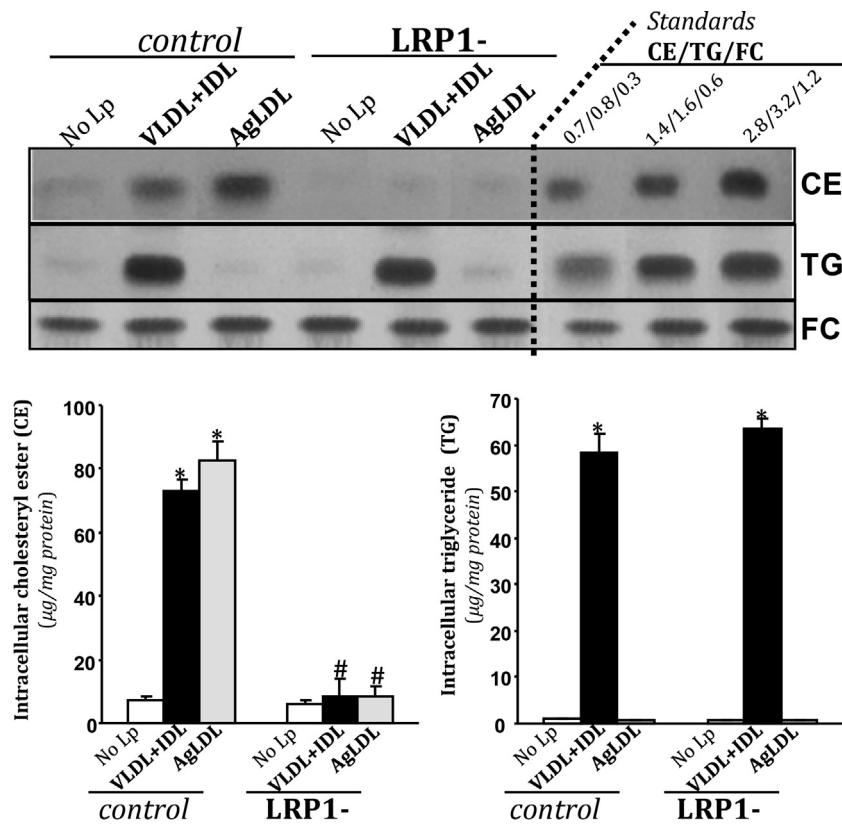 control
LRP1-
Standards
CE/TG/FC
No Lp
VLDL+IDL
AgLDL
No Lp
VLDL+IDL
AgLDL
0.7/0.8/0.3
1.4/1.6/0.6
2.8/3.2/1.2
CE
TG
FC
Intracellular cholesteryl ester (CE)
(µg/mg protein)
100
80
60
40
20
0
*
*
#
#
No Lp
VLDL+IDL
AgLDL
No Lp
VLDL+IDL
AgLDL
control
LRP1-
Intracellular triglyceride (TG)
(µg/mg protein)
70
60
50
40
30
20
10
0
*
*
No Lp
VLDL+IDL
AgLDL
No Lp
VLDL+IDL
AgLDL
control
LRP1-